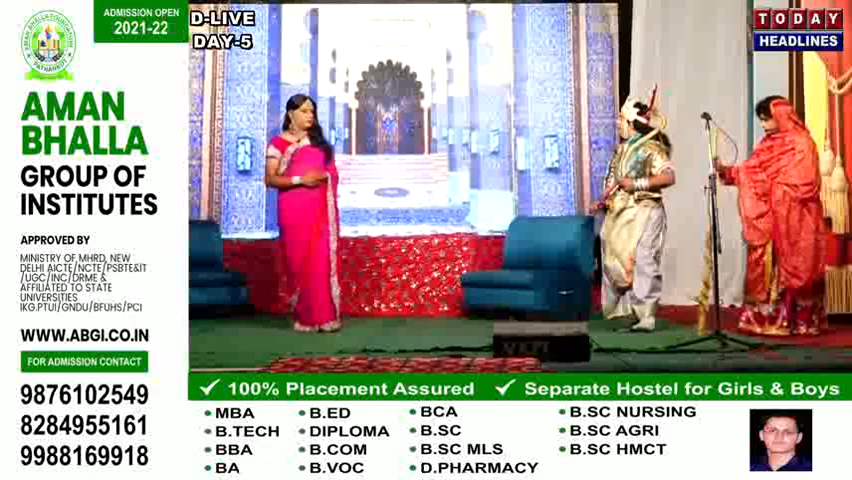 ADMISSION OPEN
2021-22
AMAN
BHALLA
GROUP OF
INSTITUTES
APPROVED BY
MINISTRY OF MHRD, NEW
DELHI AICTE/NCTE/PSBTE&IT
/UGC/INC/DRME &
AFFILIATED TO STATE
UNIVERSITIES
IKG.PTUI/GNDU/BFUHS/PCI
WWW.ABGI.CO.IN
FOR ADMISSION CONTACT
9876102549
8284955161
9988169918
D-LIVE
DAY-5
TODAY
HEADLINES
✓ 100% Placement Assured ✓ Separate Hostel for Girls & Boys
• MBA
• B.TECH
• BBA
• BA
• B.ED
• DIPLOMA
• B.COM
• B.VOC
• BCA
• B.SC
• B.SC MLS
• D.PHARMACY
• B.SC NURSING
• B.SC AGRI
• B.SC HMCT